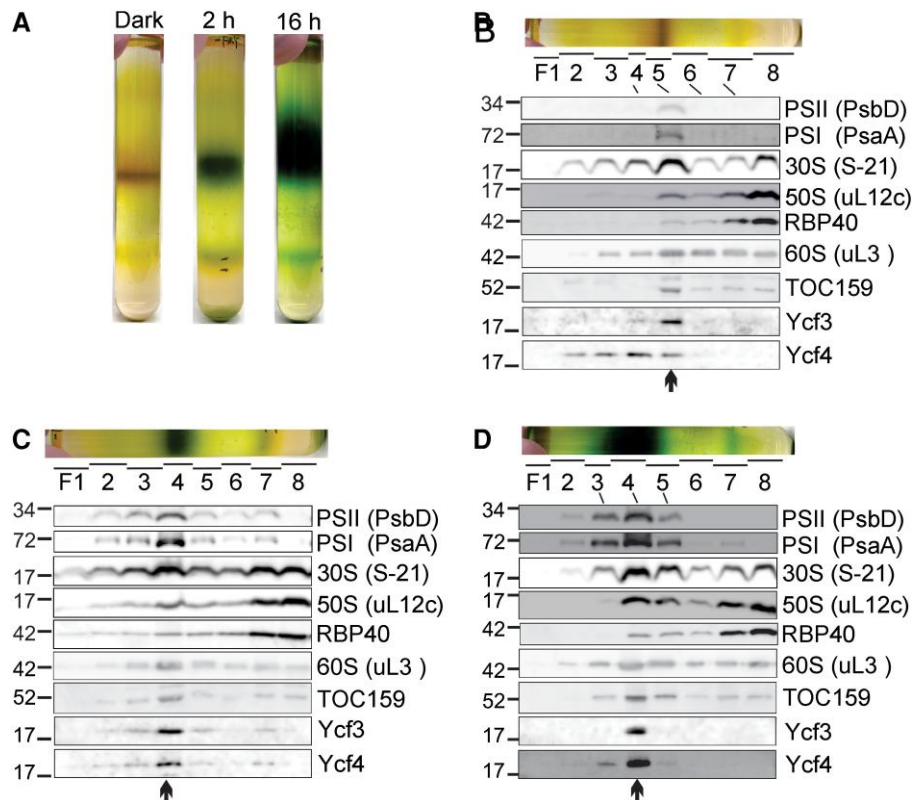 A
Dark 2 h 16 h
B
B
F1 2 3 4 5 6 7 8
34 PSII (PsbD)
72 PSI (PsaA)
17 30S (S-21)
17 50S (uL12c)
42 RBP40
42 60S (uL3 )
52 TOC159
17 Ycf3
17 Ycf4
C
F1 2 3 4 5 6 7 8
34 PSII (PsbD)
72 PSI (PsaA)
17 30S (S-21)
17 50S (uL12c)
42 RBP40
42 60S (uL3 )
52 TOC159
17 Ycf3
17 Ycf4
D
F1 2 3 4 5 6 7 8
34 PSII (PsbD)
72 PSI (PsaA)
17 30S (S-21)
17 50S (uL12c)
42 RBP40
42 60S (uL3 )
52 TOC159
17 Ycf3
17 Ycf4